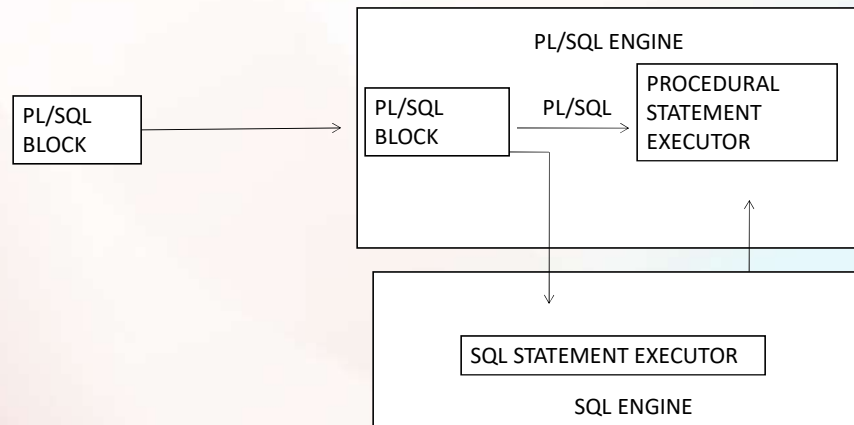 PL/SQL ENGINE
PL/SQL
BLOCK
PL/SQL
BLOCK
PL/SQL
PROCEDURAL
STATEMENT
EXECUTOR
SQL STATEMENT EXECUTOR
SQL ENGINE